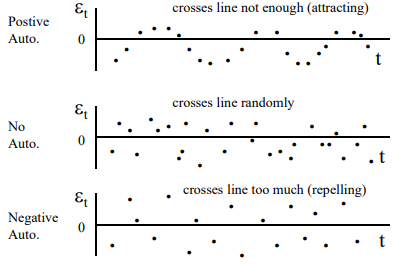 Postive
Auto.
εt
crosses line not enough (attracting)
0
t
No
Auto.
εt
crosses line randomly
0
t
Negative
Auto.
εt
crosses line too much (repelling)
0
t